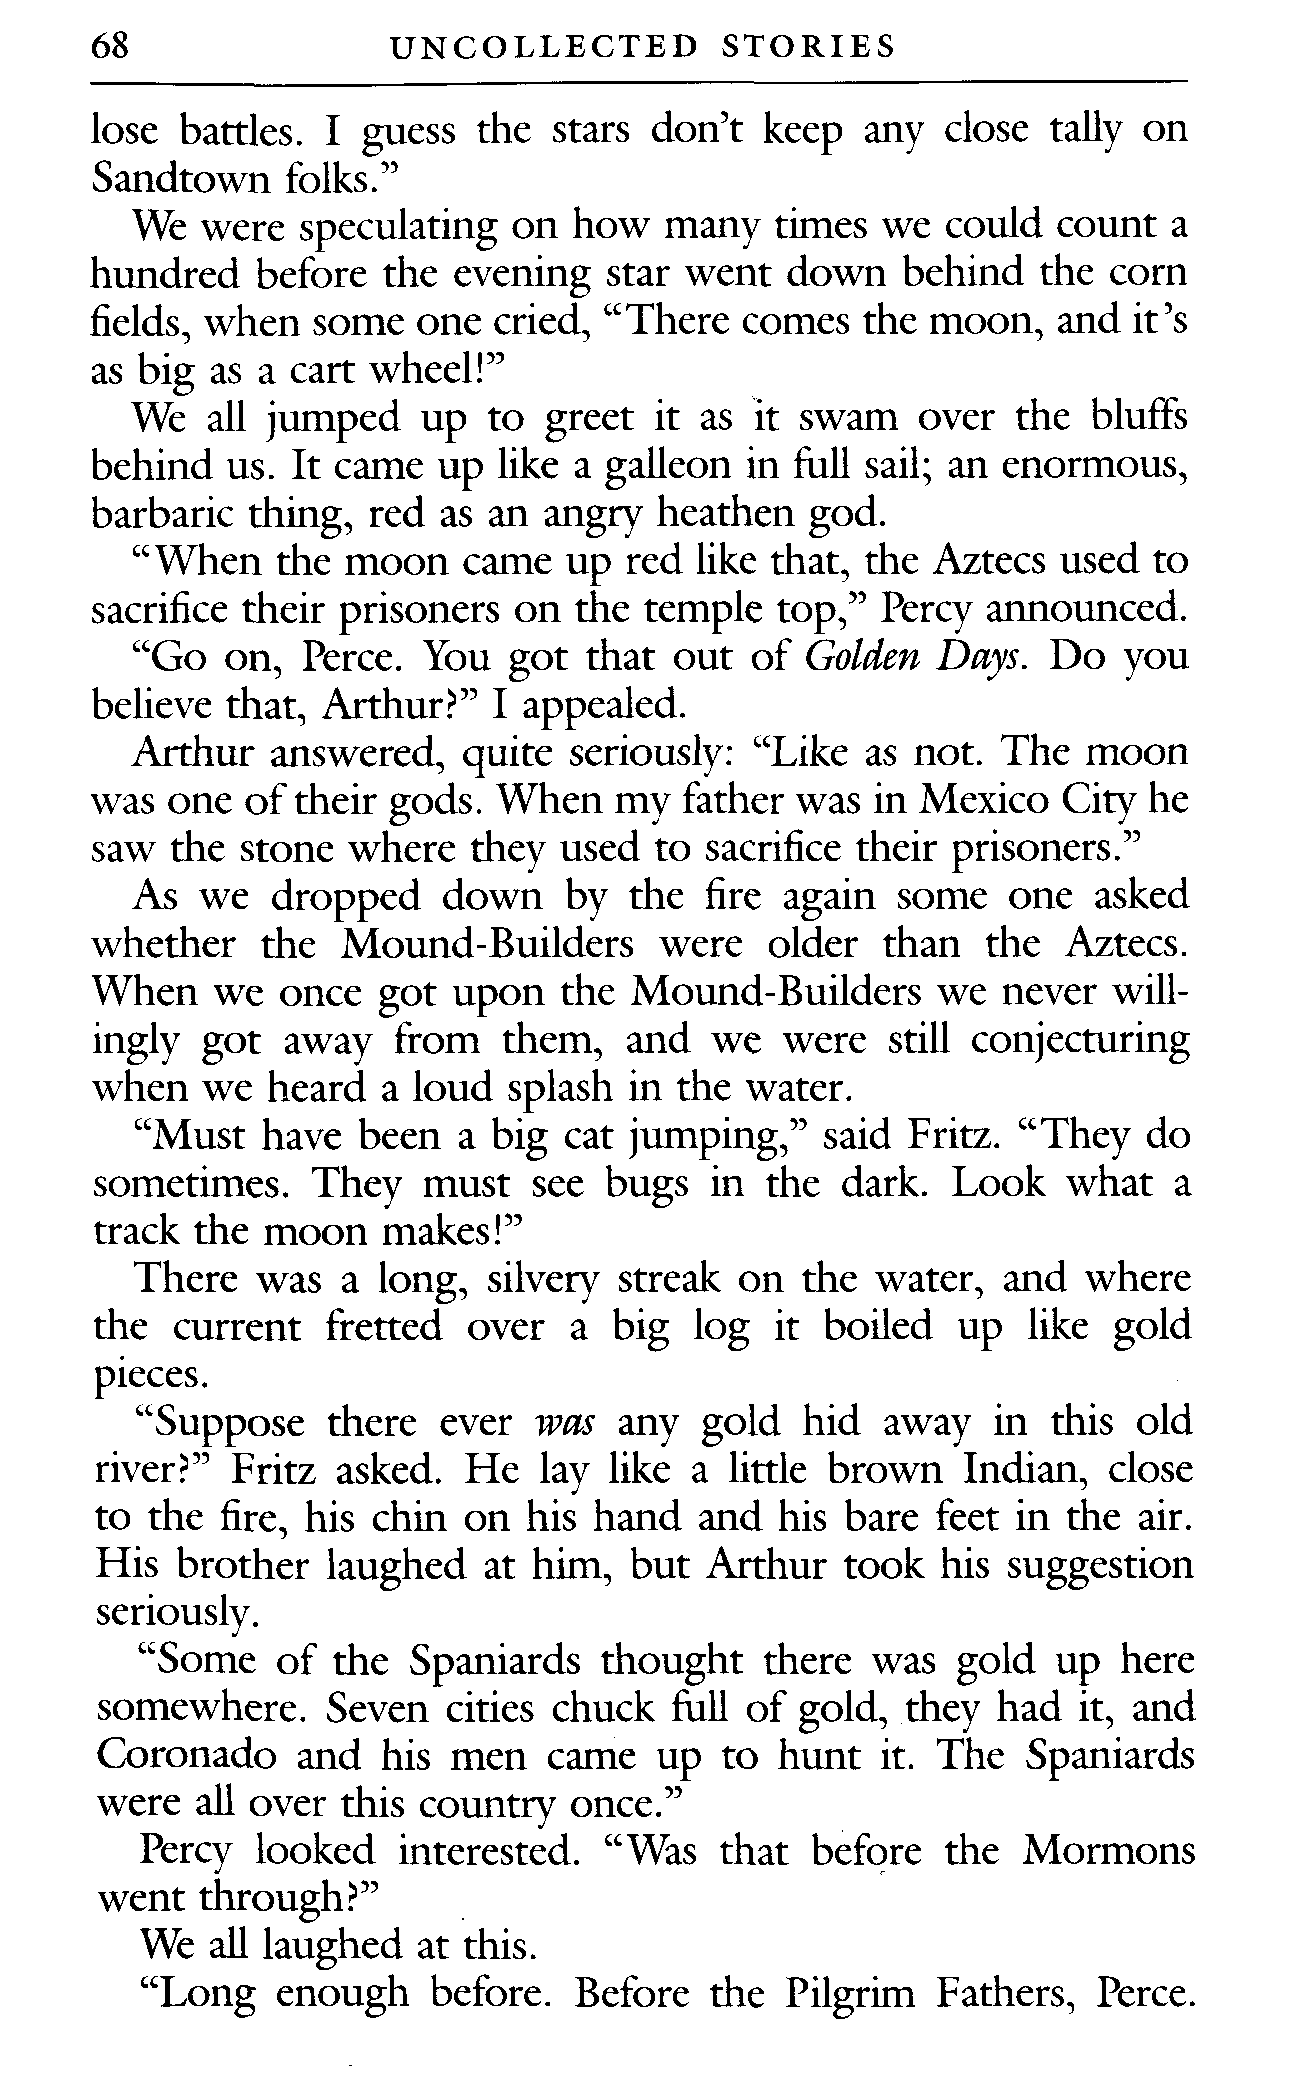 68 UNCOLLECTED STORIES
lose battles. I guess the stars don't keep any close tally on
Sandtown folks.”
We were speculating on how many times we could count a
hundred before the evening star went down behind the corn
fields, when some one cried, “There comes the moon, and it's
as big as a cart wheel!”
We all jumped up to greet it as it swam over the bluffs
behind us. It came up like a galleon in full sail; an enormous,
barbaric thing, red as an angry heathen god.
“When the moon came up red like that, the Aztecs used to
sacrifice their prisoners on the temple top,” Percy announced.
“Go on, Perce. You got that out of Golden Days. Do you
believe that, Arthur?” I appealed.
Arthur answered, quite seriously: “Like as not. The moon
was one of their gods. When my father was in Mexico City he
saw the stone where they used to sacrifice their prisoners.”
As we dropped down by the fire again some one asked
whether the Mound-Builders were older than the Aztecs.
When we once got upon the Mound-Builders we never will-
ingly got away from them, and we were still conjecturing
when we heard a loud splash in the water.
“Must have been a big cat jumping,” said Fritz. “They do
sometimes. They must see bugs in the dark. Look what a
track the moon makes!”
There was a long, silvery streak on the water, and where
the current fretted over a big log it boiled up like gold
pieces.
“Suppose there ever was any gold hid away in this old
river?” Fritz asked. He lay like a little brown Indian, close
to the fire, his chin on his hand and his bare feet in the air.
His brother laughed at him, but Arthur took his suggestion
seriously.
“Some of the Spaniards thought there was gold up here
somewhere. Seven cities chuck full of gold, they had it, and
Coronado and his men came up to hunt it. The Spaniards
were all over this country once.”
Percy looked interested. “Was that before the Mormons
went through?”
We all laughed at this.
“Long enough before. Before the Pilgrim Fathers, Perce.